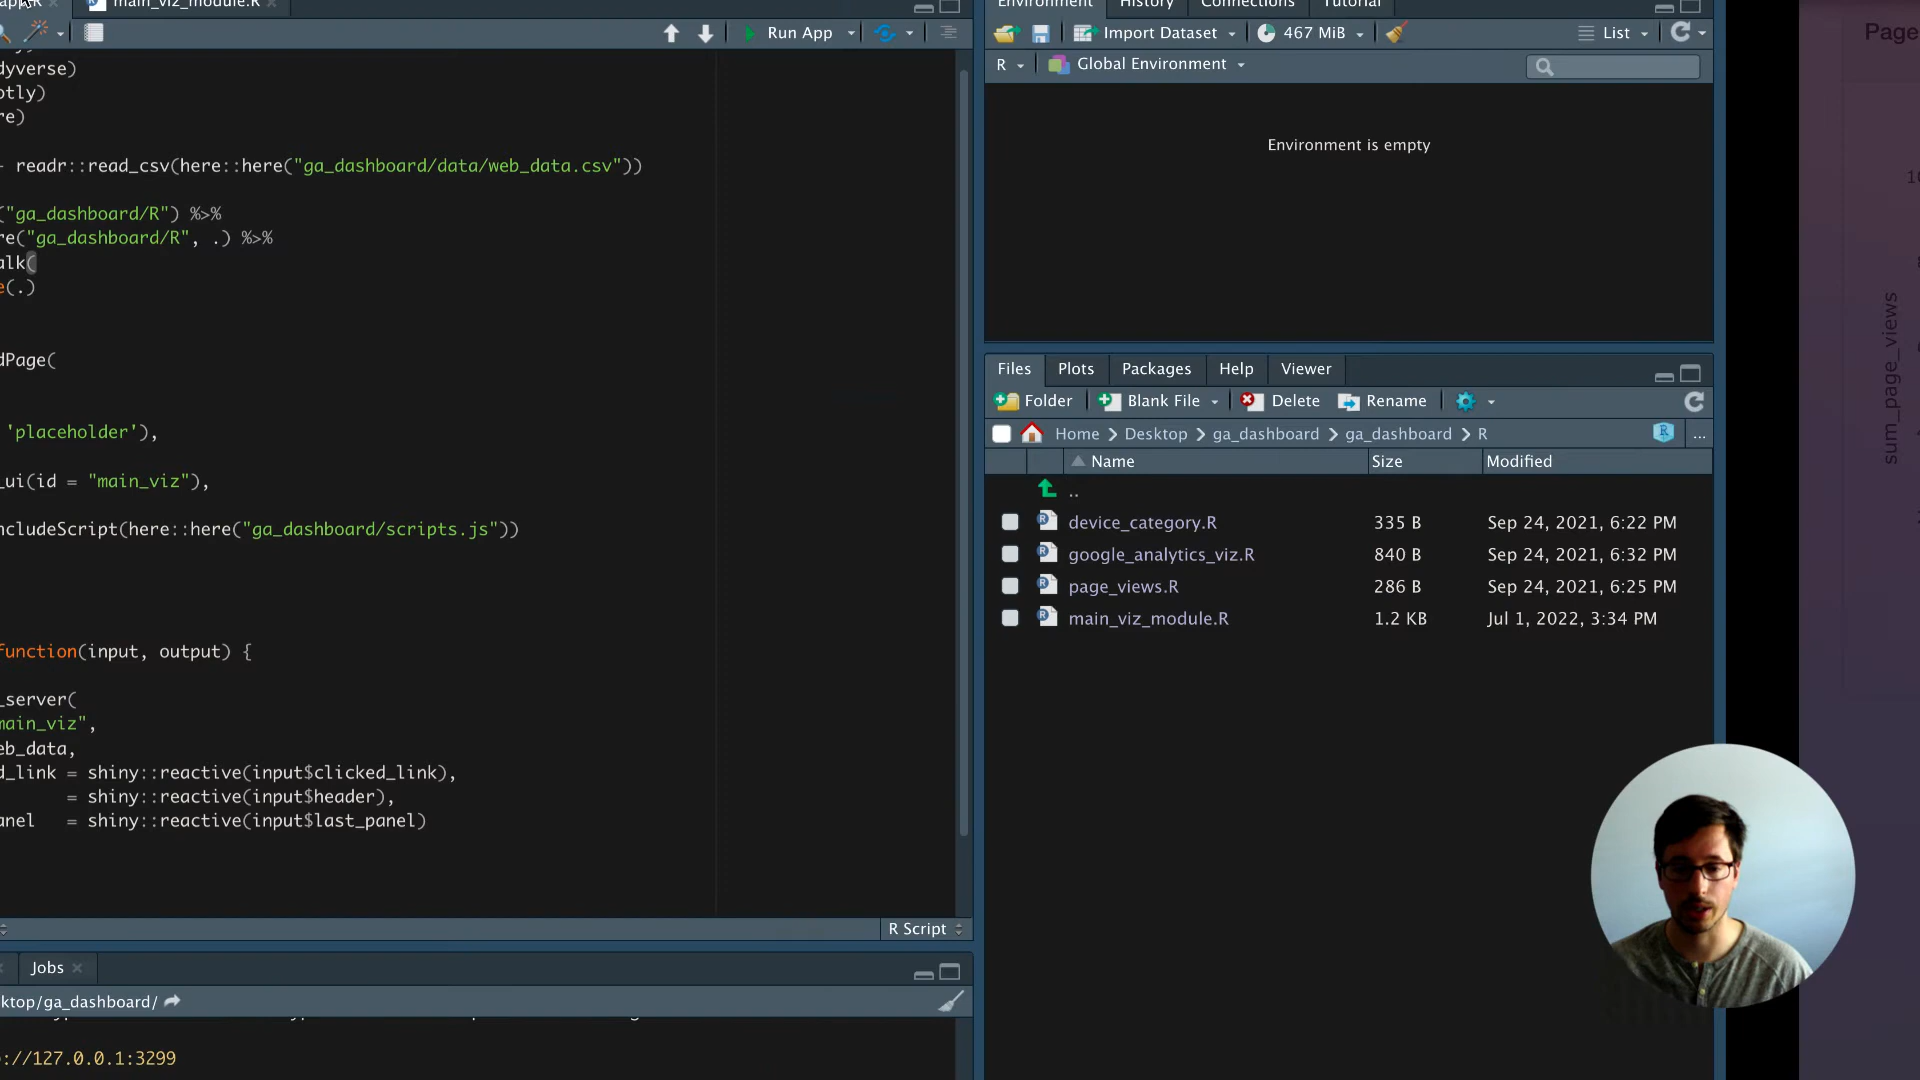 main_viz_module.R
Run App
dyverse)
otly)
re)
readr::read_csv(here::here("ga_dashboard/data/web_data.csv"))
("ga_dashboard/R") %>%
re("ga_dashboard/R", .) %>%
alk(
e(.)
dPage(
'placeholder'),
_ui(id = "main_viz"),
ncludeScript(here::here("ga_dashboard/scripts.js"))
function(input, output) {
_server(
main_viz",
eb_data,
d_link = shiny::reactive(input$clicked_link),
= shiny::reactive(input$header),
anel = shiny::reactive(input$last_panel)
R Script
Jobs
ktop/ga_dashboard/
://127.0.0.1:3299
Environment History Connections Tutorial
Import Dataset 467 MiB List
R Global Environment
Environment is empty
Files Plots Packages Help Viewer
Folder Blank File Delete Rename
Home Desktop ga_dashboard ga_dashboard R ...
Name Size Modified
..
device_category.R 335 B Sep 24, 2021, 6:22 PM
google_analytics_viz.R 840 B Sep 24, 2021, 6:32 PM
page_views.R 286 B Sep 24, 2021, 6:25 PM
main_viz_module.R 1.2 KB Jul 1, 2022, 3:34 PM
Page
10
sum_page_views